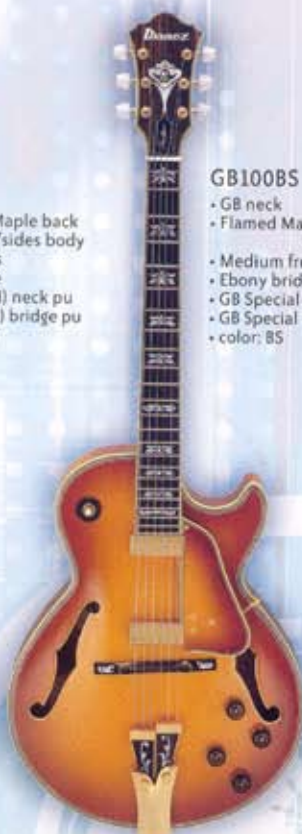 Ibanez
Maple back
sides body
) neck pu
) bridge pu
GB100BS
• GB neck
• Flamed Ma
• Medium fr
• Ebony brid
• GB Special
• GB Special
• color: BS